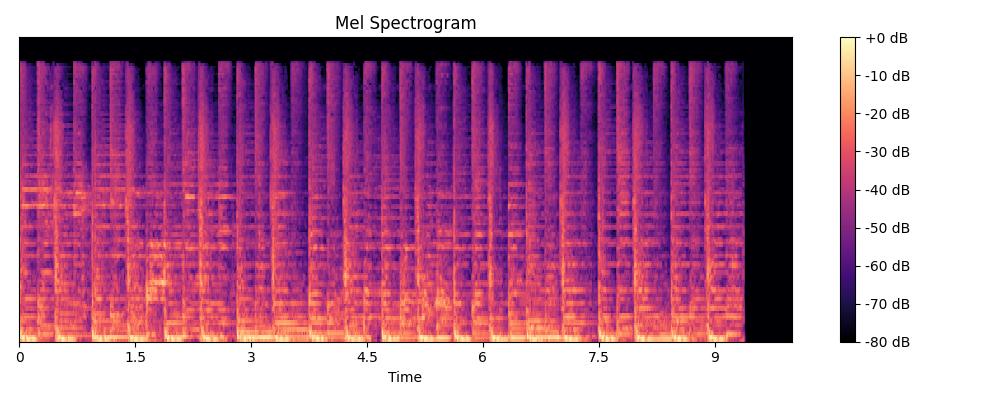 Mel Spectrogram
+0 dB
-10 dB
-20 dB
-30 dB
-40 dB
-50 dB
-60 dB
-70 dB
-80 dB
0 1.5 3 4.5 6 7.5 9
Time